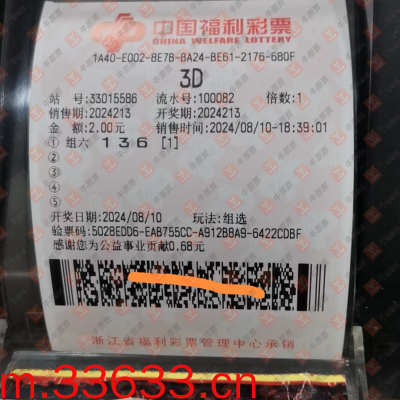 中国福利彩票
CHINA WELFARE LOTTERY
1A40-E002-8E7B-8A24-BE61-2176-680F
3D
站 号:33015586 流水号:100082 倍数:1
销售期:2024213 开奖期:2024213
金 额:2.00元 销售时间:2024/08/10-18:39:01
① 组六 1 3 6 [1]
②
③
④
⑤
开奖日期:2024/08/10 玩法:组选
验票码:5028E0D6-EAB755CC-A912B8A9-6422CDBF
感谢您为公益事业贡献0.68元
浙江省福利彩票管理中心承销
m.33633.cn